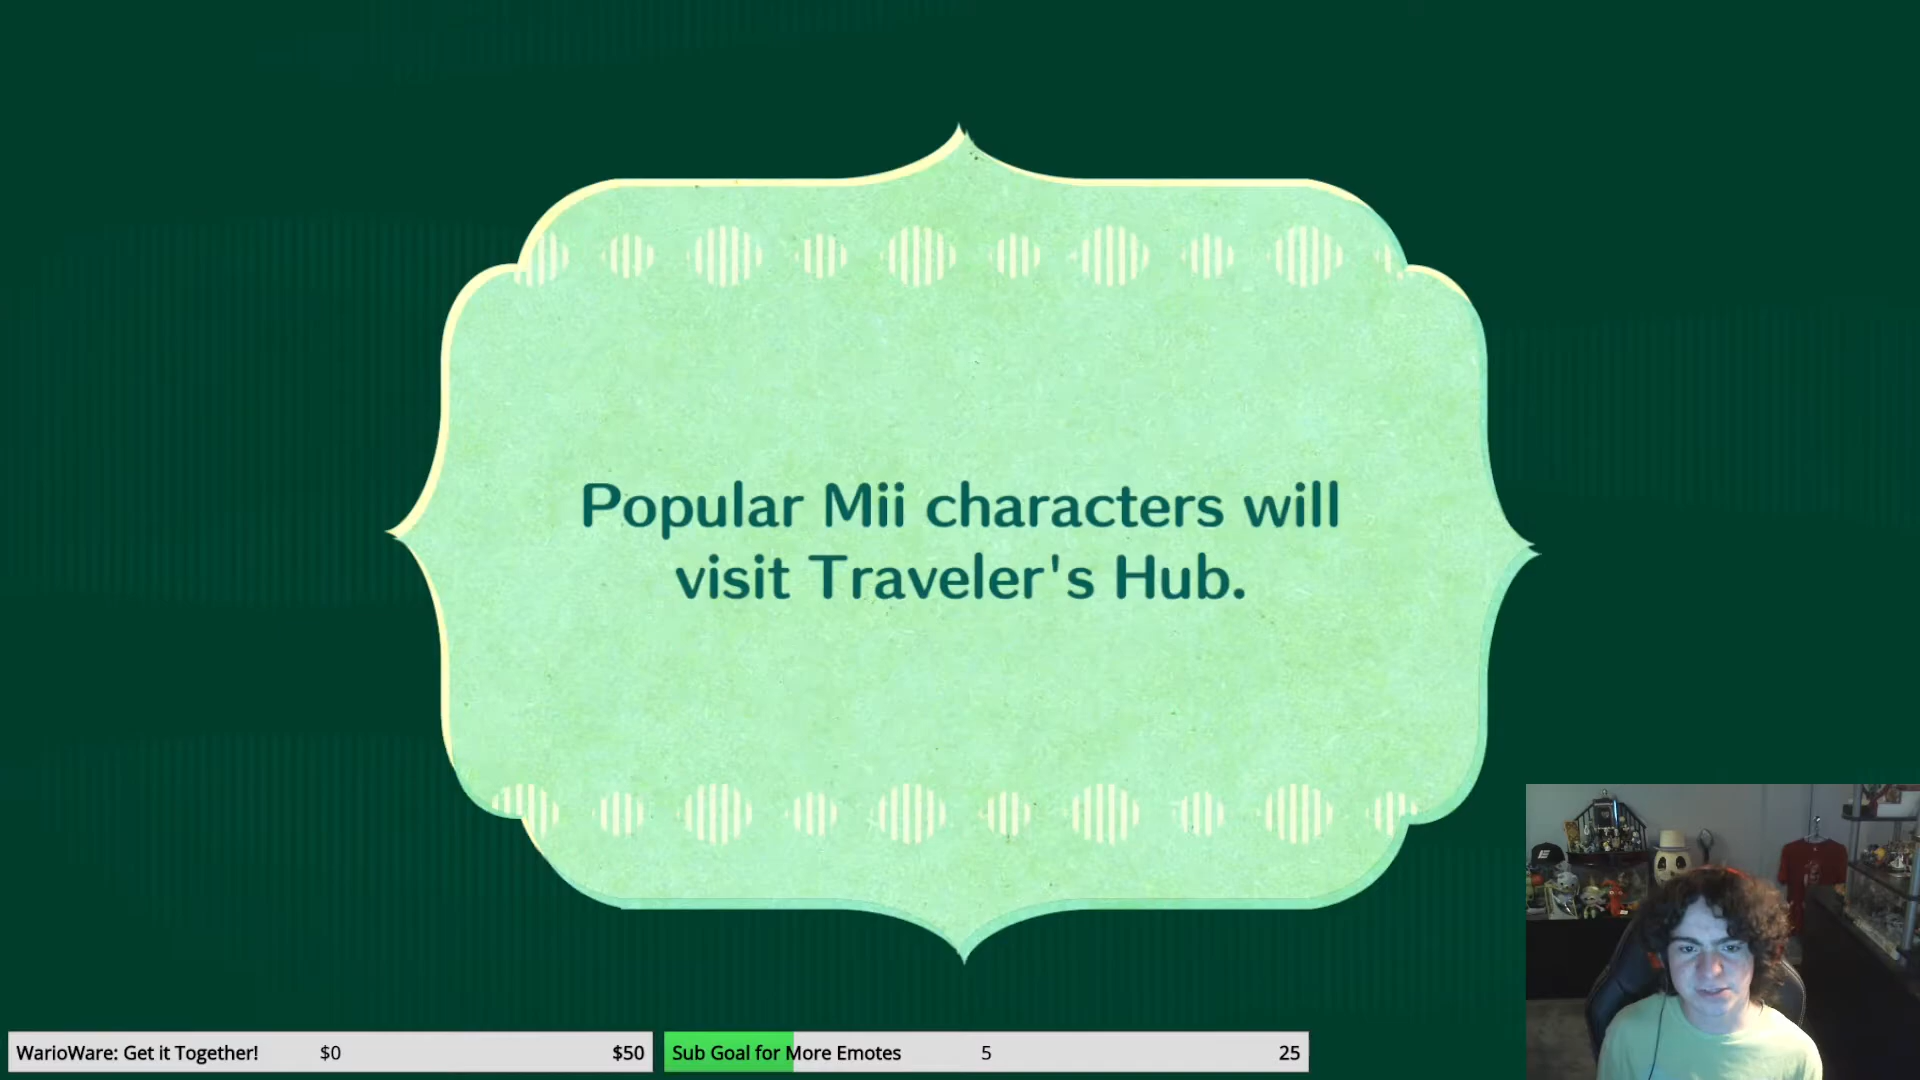 Popular Mii characters will
visit Traveler's Hub.
WarioWare: Get it Together! $0 $50
Sub Goal for More Emotes 5 25